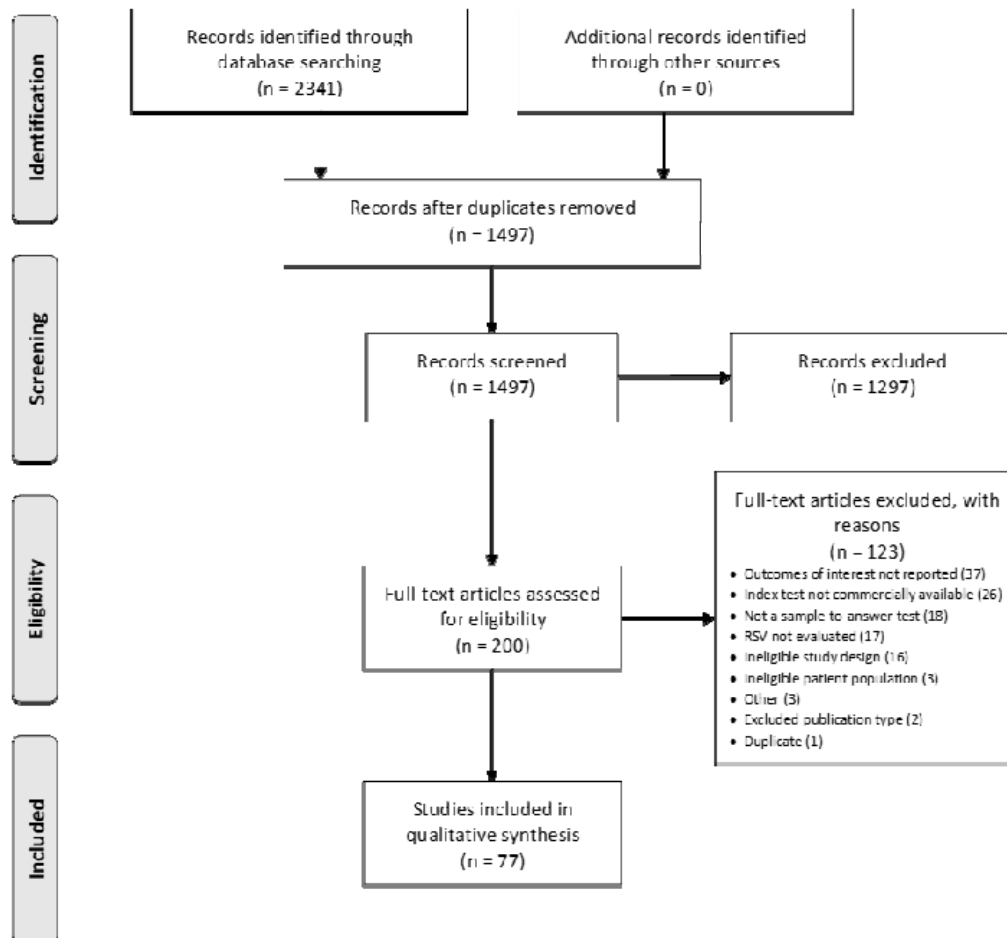 Identification
Records identified through
database searching
(n = 2341)
Additional records identified
through other sources
(n = 0)
Records after duplicates removed
(n = 1497)
Screening
Records screened
(n = 1497)
Records excluded
(n = 1297)
Eligibility
Full text articles assessed
for eligibility
(n = 200)
Full-text articles excluded, with
reasons
(n = 123)
• Outcomes of interest not reported (37)
• Index test not commercially available (26)
• Not a sample to answer test (18)
• RSV not evaluated (17)
• Ineligible study design (16)
• Ineligible patient population (3)
• Other (3)
• Excluded publication type (2)
• Duplicate (1)
Included
Studies included in
qualitative synthesis
(n = 77)